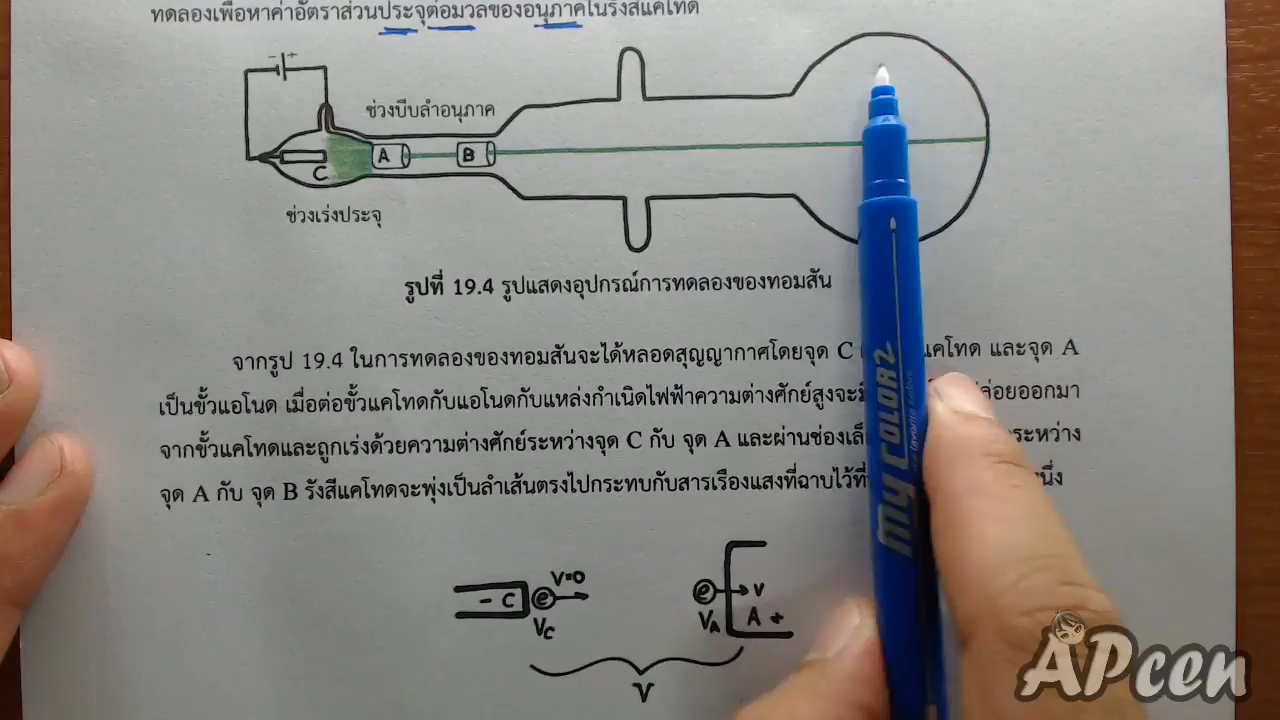 ทดลองเพื่อหาค่าอัตราส่วนประจุต่อมวลของอนุภาคในรังสีแคโทด
- +
ช่วงบีบลำอนุภาค
A B
C
ช่วงเร่งประจุ
รูปที่ 19.4 รูปแสดงอุปกรณ์การทดลองของทอมสัน
จากรูป 19.4 ในการทดลองของทอมสันจะได้หลอดสุญญากาศโดยจุด C แคโทด และจุด A
เป็นขั้วแอโนด เมื่อต่อขั้วแคโทดกับแอโนดกับแหล่งกำเนิดไฟฟ้าความต่างศักย์สูงจะ ออกมา
จากขั้วแคโทดและถูกเร่งด้วยความต่างศักย์ระหว่างจุด C กับ จุด A และผ่านช่อง ระหว่าง
จุด A กับ จุด B รังสีแคโทดจะพุ่งเป็นลำเส้นตรงไปกระทบกับสารเรืองแสงที่ฉาบไว้ที่ หนึ่ง
- C e V=0
V_C
e V
V_A A +
V
My Color 2
APcen